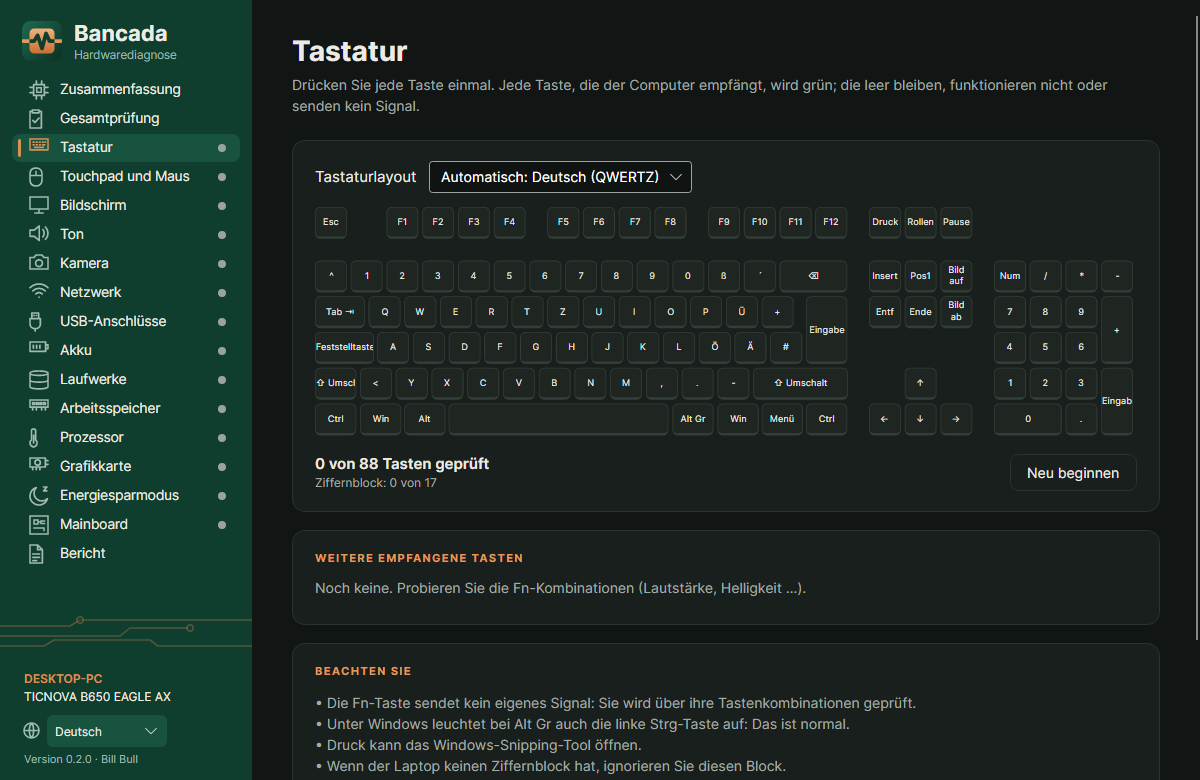 Bancada
Hardwarediagnose
Zusammenfassung
Gesamtprüfung
Tastatur
Touchpad und Maus
Bildschirm
Ton
Kamera
Netzwerk
USB-Anschlüsse
Akku
Laufwerke
Arbeitsspeicher
Prozessor
Grafikkarte
Energiesparmodus
Mainboard
Bericht
DESKTOP-PC
TICNOVA B650 EAGLE AX
Deutsch
Version 0.2.0 · Bill Bull
Tastatur
Drücken Sie jede Taste einmal. Jede Taste, die der Computer empfängt, wird grün; die leer bleiben, funktionieren nicht oder
senden kein Signal.
Tastaturlayout Automatisch: Deutsch (QWERTZ)
Esc F1 F2 F3 F4 F5 F6 F7 F8 F9 F10 F11 F12 Druck Rollen Pause
^ 1 2 3 4 5 6 7 8 9 0 ß ´ ⌫ Insert Pos1 Bild auf Num / * -
Tab ⇥ Q W E R T Z U I O P Ü + Eingabe Entf Ende Bild ab 7 8 9 +
Feststelltaste A S D F G H J K L Ö Ä # 4 5 6
⇧ Umscl < Y X C V B N M , . - ⇧ Umschalt ↑ 1 2 3 Eingab
Ctrl Win Alt Alt Gr Win Menü Ctrl ← ↓ → 0 .
0 von 88 Tasten geprüft
Ziffernblock: 0 von 17
Neu beginnen
WEITERE EMPFANGENE TASTEN
Noch keine. Probieren Sie die Fn-Kombinationen (Lautstärke, Helligkeit ...).
BEACHTEN SIE
• Die Fn-Taste sendet kein eigenes Signal: Sie wird über ihre Tastenkombinationen geprüft.
• Unter Windows leuchtet bei Alt Gr auch die linke Strg-Taste auf: Das ist normal.
• Druck kann das Windows-Snipping-Tool öffnen.
• Wenn der Laptop keinen Ziffernblock hat, ignorieren Sie diesen Block.